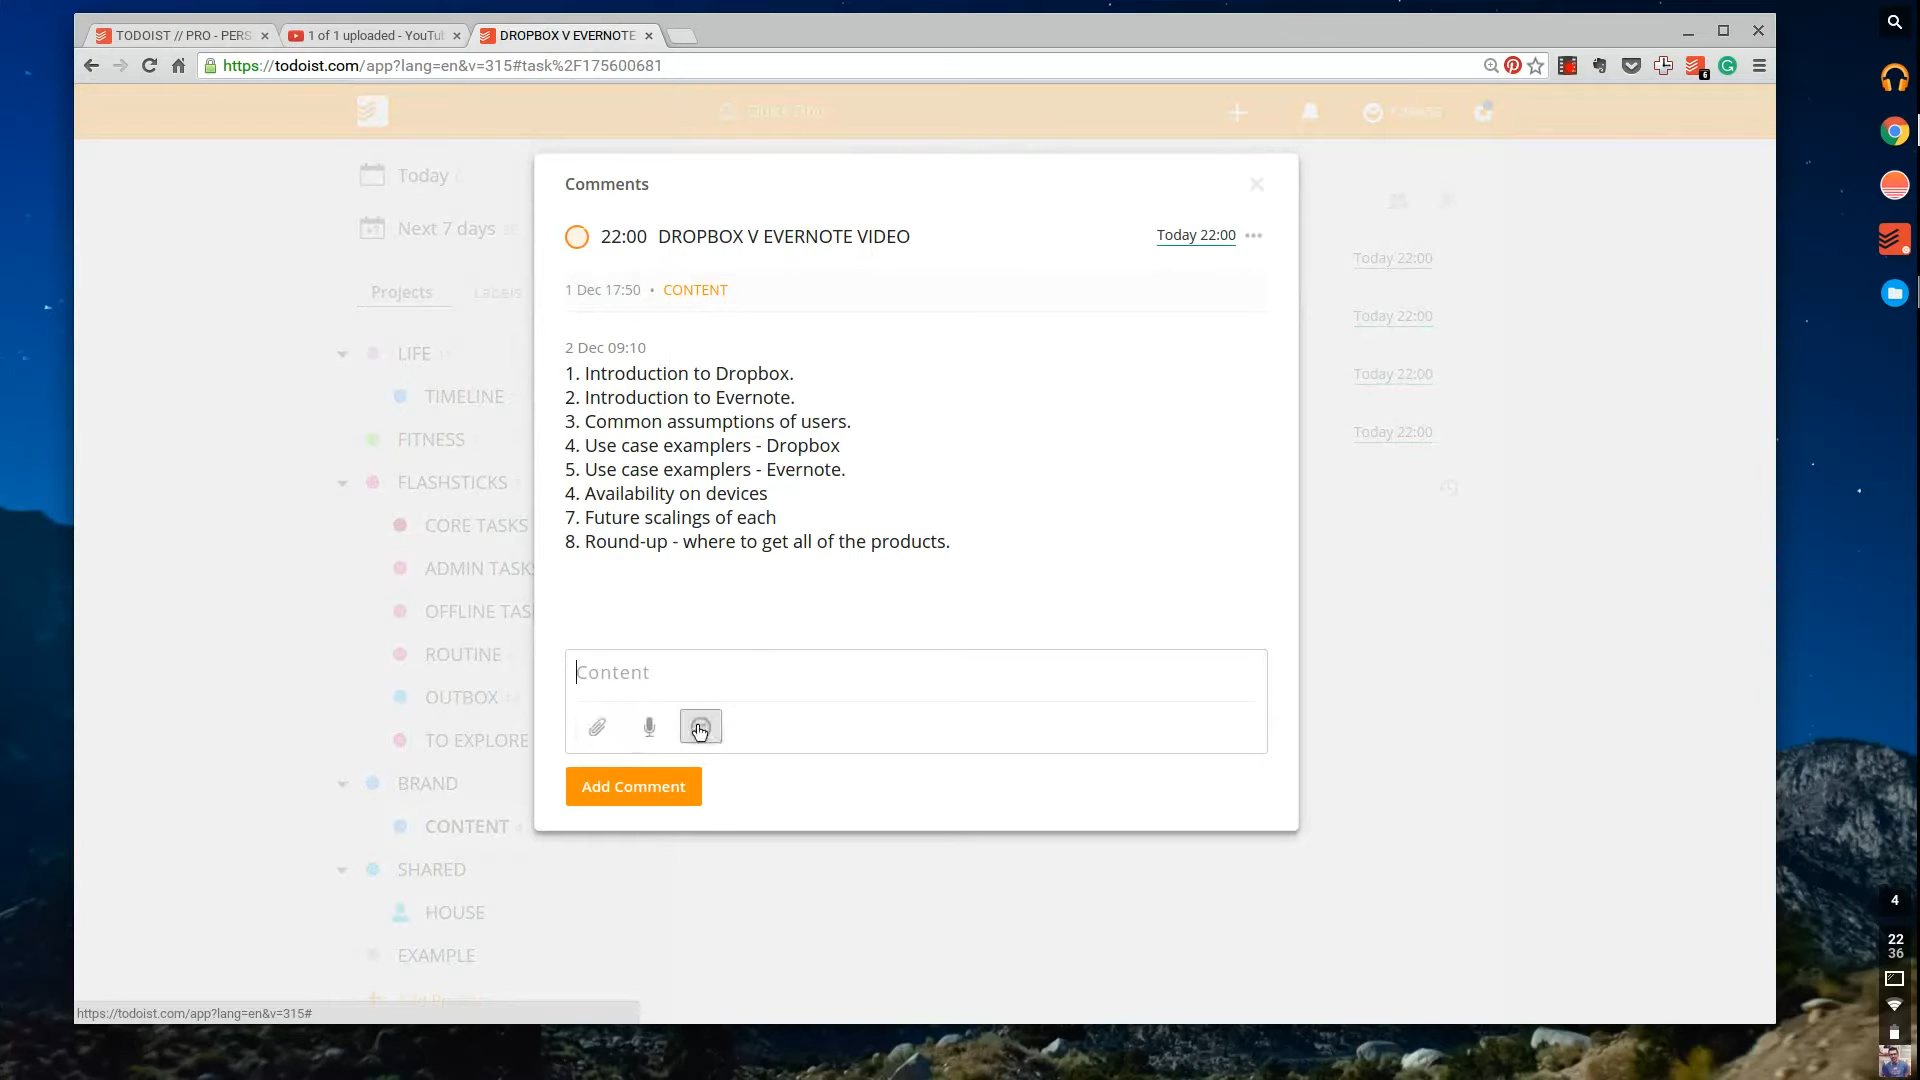 TODOIST // PRO - PERS
1 of 1 uploaded - YouTu
DROPBOX V EVERNOTE
https://todoist.com/app?lang=en&v=315#task%2F175600681
6
Quick Find
Today
Next 7 days
Projects
Labels
LIFE
TIMELINE
FITNESS
FLASHSTICKS
CORE TASKS
ADMIN TASK
OFFLINE TAS
ROUTINE
OUTBOX
TO EXPLORE
BRAND
CONTENT
SHARED
HOUSE
EXAMPLE
Comments
22:00 DROPBOX V EVERNOTE VIDEO
Today 22:00
1 Dec 17:50 • CONTENT
2 Dec 09:10
1. Introduction to Dropbox.
2. Introduction to Evernote.
3. Common assumptions of users.
4. Use case examplers - Dropbox
5. Use case examplers - Evernote.
4. Availability on devices
7. Future scalings of each
8. Round-up - where to get all of the products.
Content
Add Comment
Today 22:00
Today 22:00
Today 22:00
Today 22:00
https://todoist.com/app?lang=en&v=315#
4
22
36